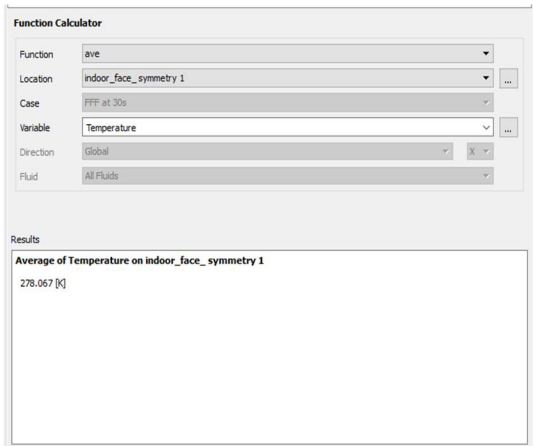 Function Calculator
Function ave
Location indoor_face_ symmetry 1 ...
Case FFF at 30s
Variable Temperature ...
Direction Global X
Fluid All Fluids
Results
Average of Temperature on indoor_face_ symmetry 1
278.067 [K]